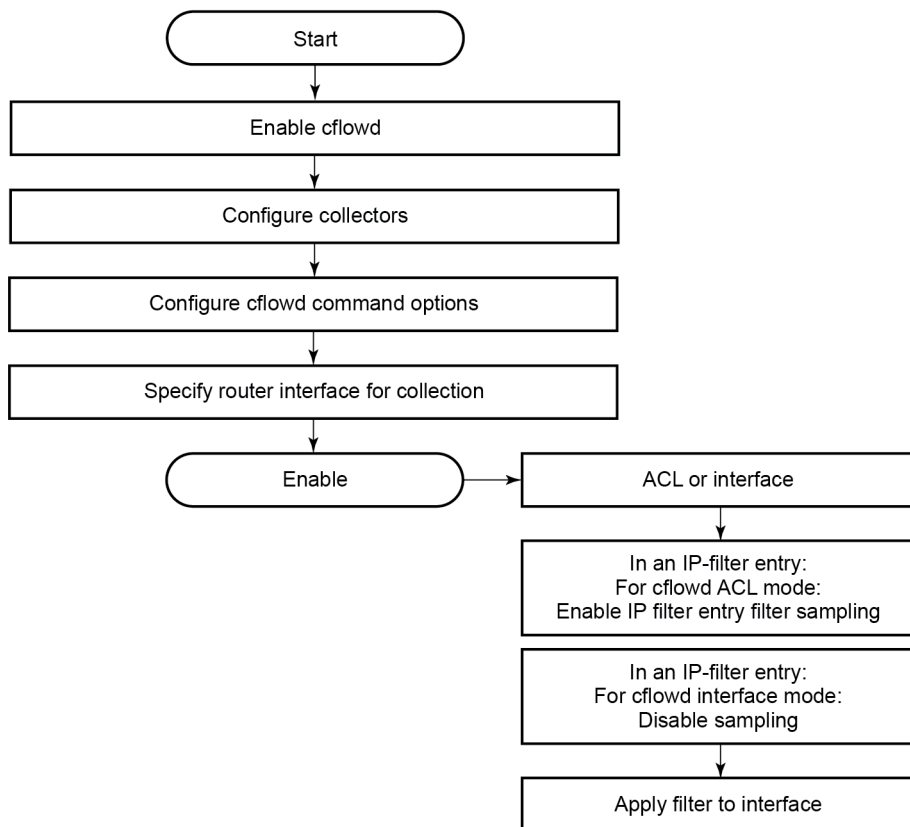 Start
Enable cflowd
Configure collectors
Configure cflowd command options
Specify router interface for collection
Enable
ACL or interface
In an IP-filter entry:
For cflowd ACL mode:
Enable IP filter entry filter sampling
In an IP-filter entry:
For cflowd interface mode:
Disable sampling
Apply filter to interface